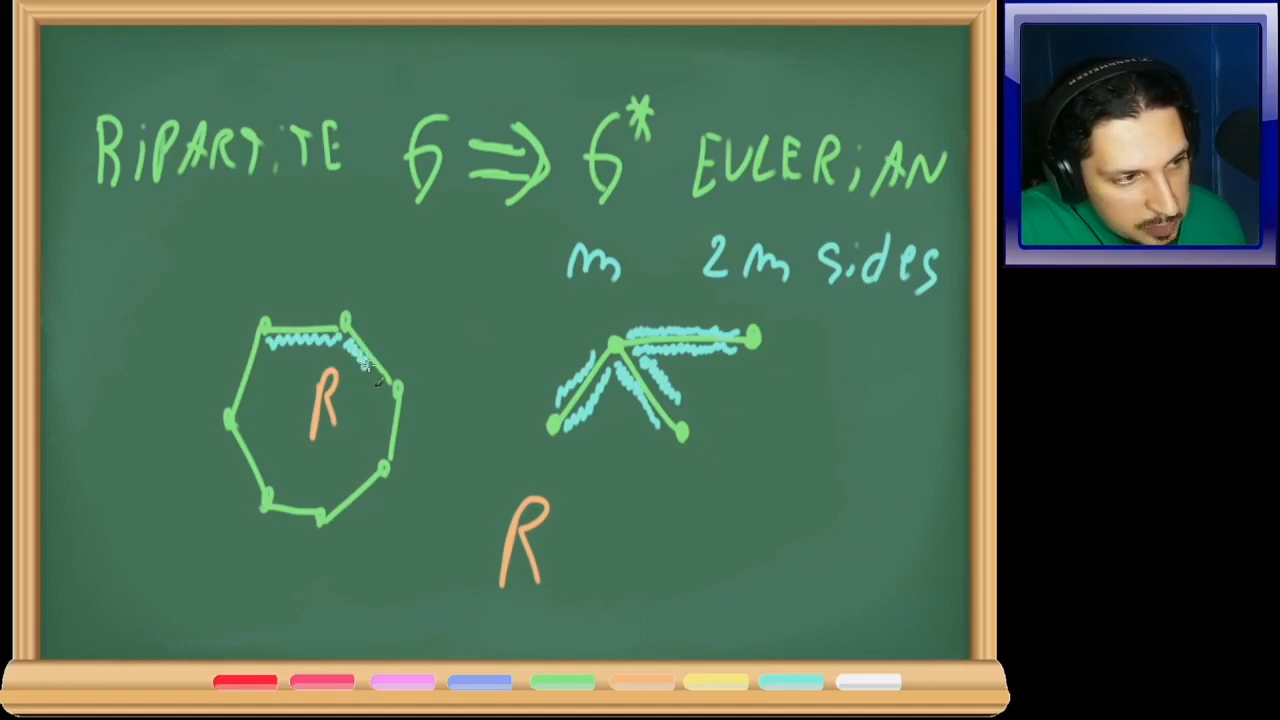 BiPARTiTE G ⇒ G* EULERiAN
m 2m sides
R
R